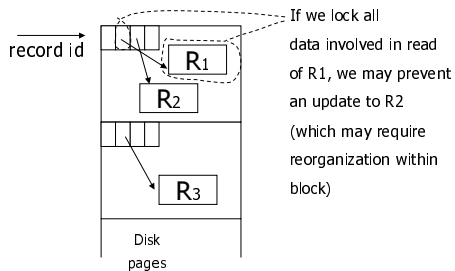 record id
R1
R2
R3
Disk
pages
If we lock all
data involved in read
of R1, we may prevent
an update to R2
(which may require
reorganization within
block)